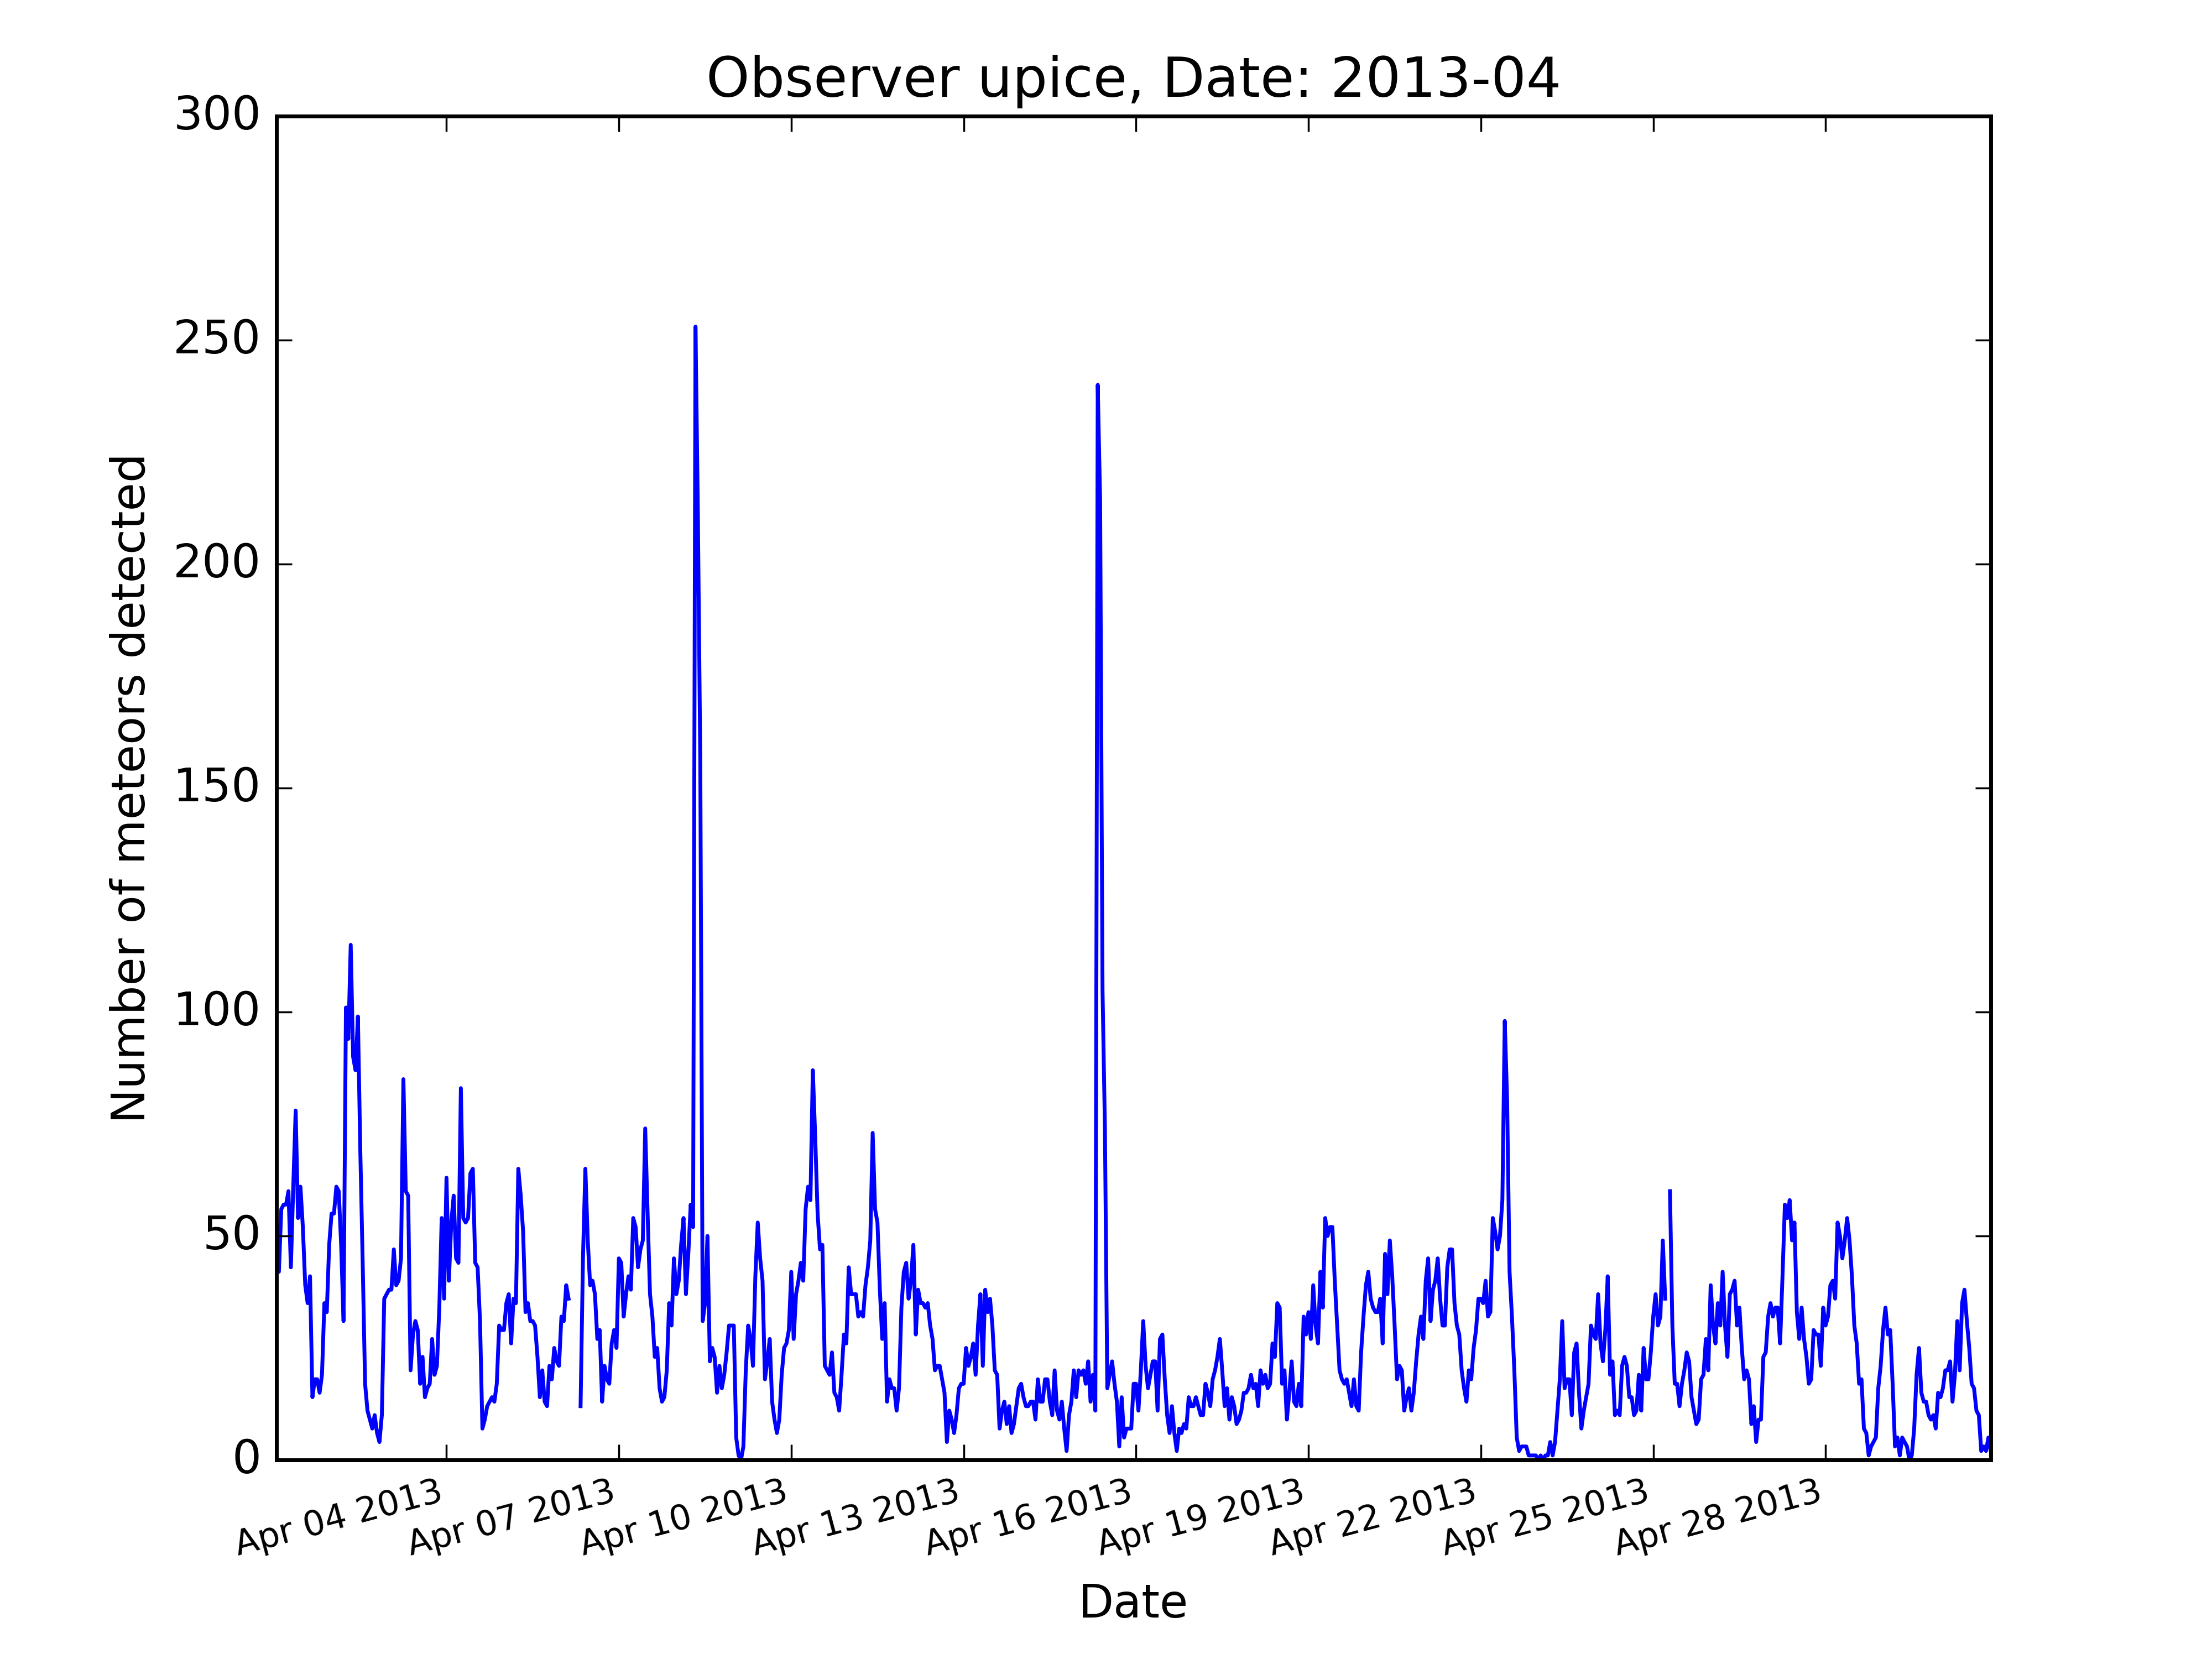 Observer upice, Date: 2013-04
300
250
200
150
100
50
0
Number of meteors detected
Apr 04 2013
Apr 07 2013
Apr 10 2013
Apr 13 2013
Apr 16 2013
Apr 19 2013
Apr 22 2013
Apr 25 2013
Apr 28 2013
Date